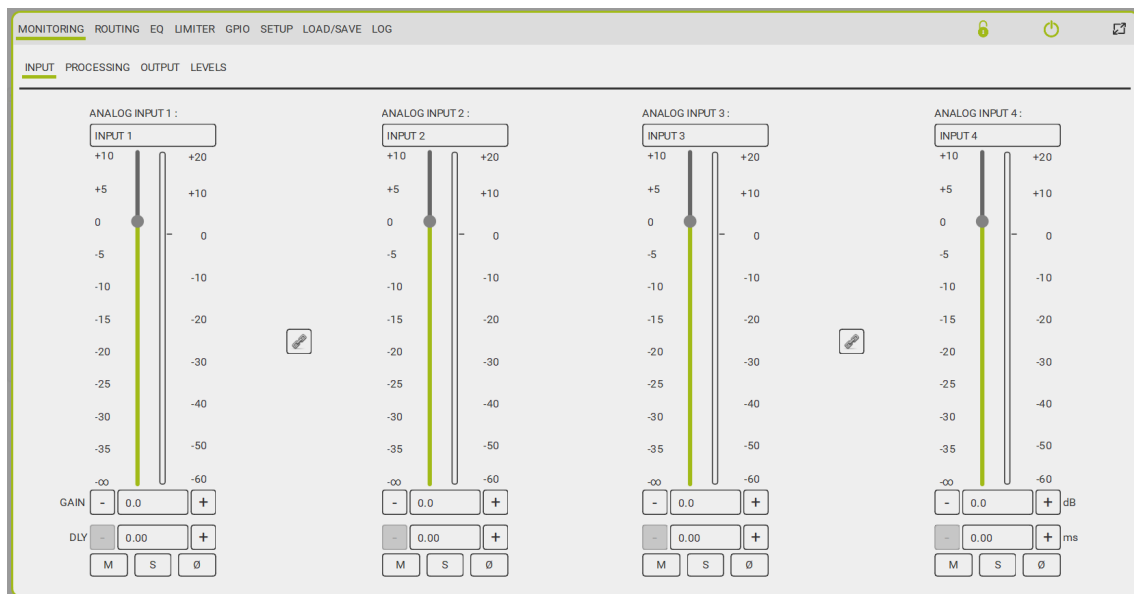 MONITORING ROUTING EQ LIMITER GPIO SETUP LOAD/SAVE LOG
INPUT PROCESSING OUTPUT LEVELS
ANALOG INPUT 1 : ANALOG INPUT 2 : ANALOG INPUT 3 : ANALOG INPUT 4 :
INPUT 1 INPUT 2 INPUT 3 INPUT 4
+10 +20 +10 +20 +10 +20 +10 +20
+5 +10 +5 +10 +5 +10 +5 +10
0 0 0 0
0 0 0 0
-5 -5 -5 -5
-10 -10 -10 -10
-10 -10 -10 -10
-15 -20 -15 -20 -15 -20 -15 -20
-20 -20 -20 -20
-30 -30 -30 -30
-25 -25 -25 -25
-40 -40 -40 -40
-30 -30 -30 -30
-35 -50 -35 -50 -35 -50 -35 -50
-∞ -60 -∞ -60 -∞ -60 -∞ -60
GAIN - 0.0 + - 0.0 + - 0.0 + - 0.0 + dB
DLY - 0.00 + - 0.00 + - 0.00 + - 0.00 + ms
M S Ø M S Ø M S Ø M S Ø